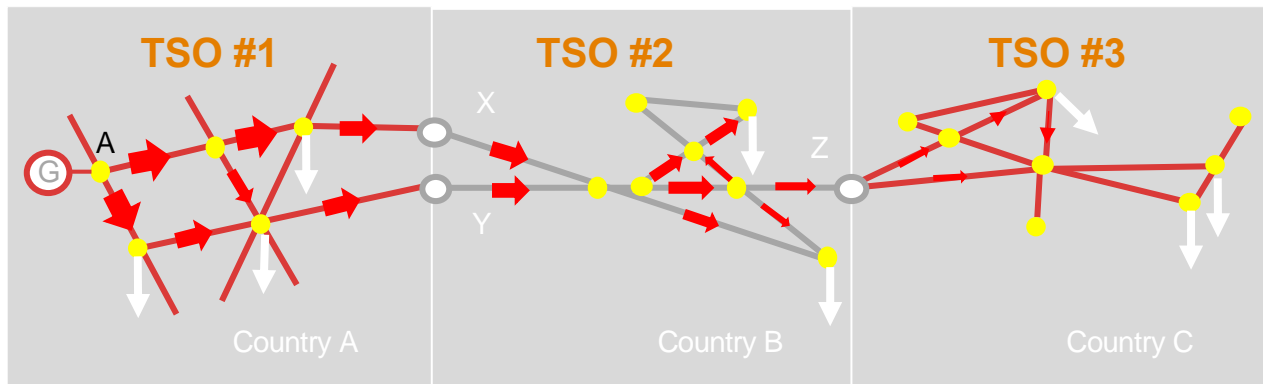 TSO #1
TSO #2
TSO #3
X
A
Z
G
Y
Country A
Country B
Country C